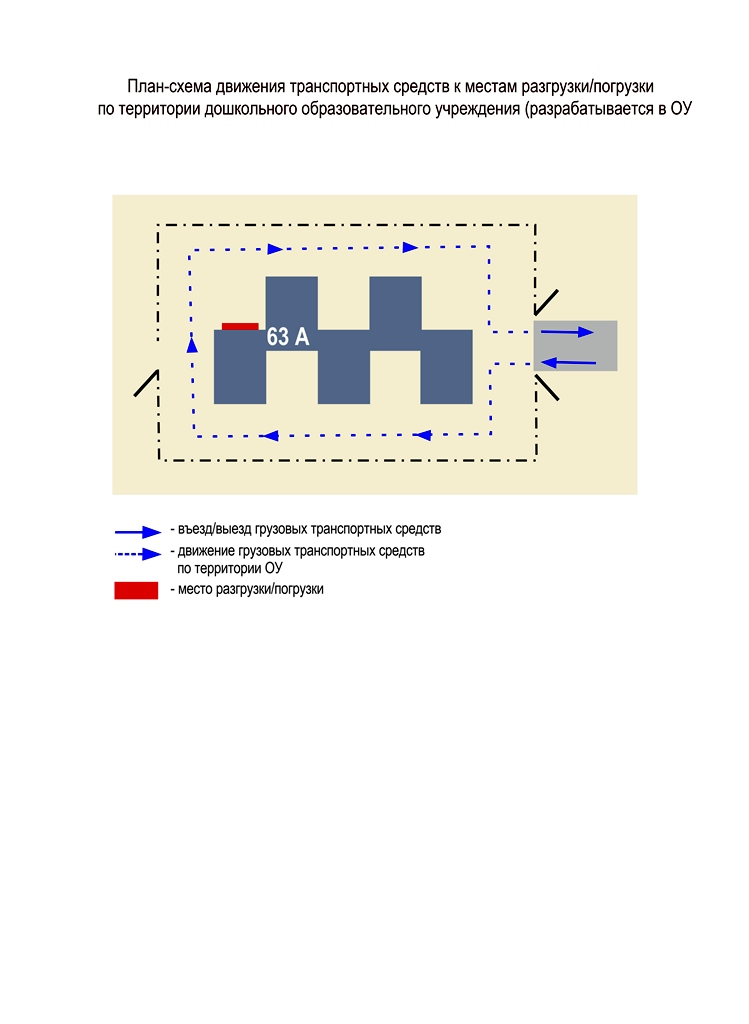 План-схема движения транспортных средств к местам разгрузки/погрузки
по территории дошкольного образовательного учреждения (разрабатывается в ОУ
63 А
- въезд/выезд грузовых транспортных средств
- движение грузовых транспортных средств
по территории ОУ
- место разгрузки/погрузки